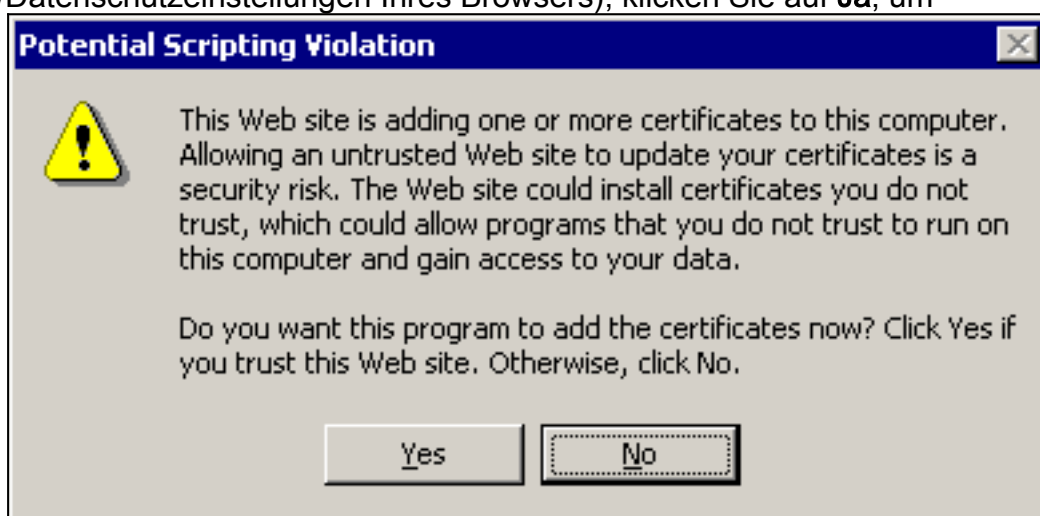 Datenschutzeinstellungen Ihres Browsers), klicken Sie auf Ja, um
Potential Scripting Violation
This Web site is adding one or more certificates to this computer.
Allowing an untrusted Web site to update your certificates is a
security risk. The Web site could install certificates you do not
trust, which could allow programs that you do not trust to run on
this computer and gain access to your data.
Do you want this program to add the certificates now? Click Yes if
you trust this Web site. Otherwise, click No.
Yes No